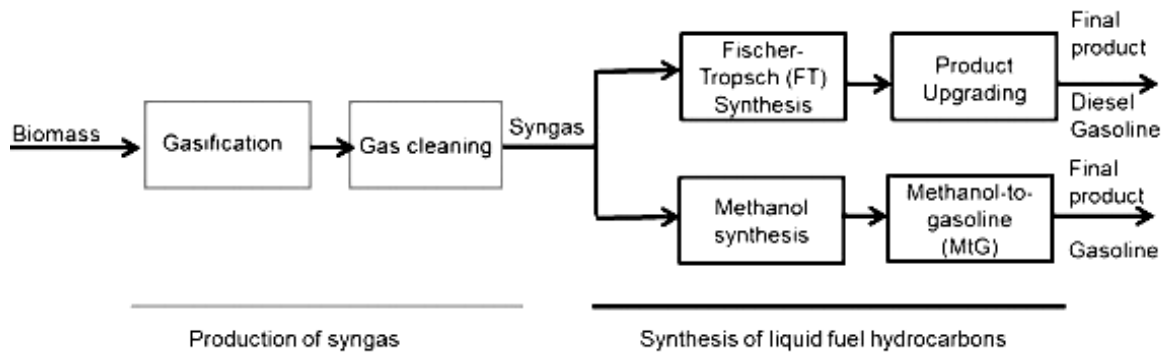 Biomass
Gasification
Gas cleaning
Syngas
Fischer-
Tropsch (FT)
Synthesis
Product
Upgrading
Final
product
Diesel
Gasoline
Methanol
synthesis
Methanol-to-
gasoline
(MtG)
Final
product
Gasoline
Production of syngas
Synthesis of liquid fuel hydrocarbons